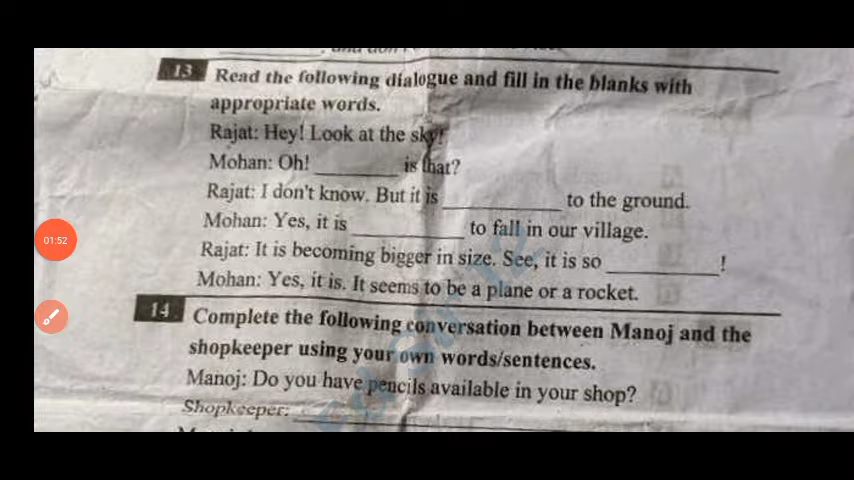 13 Read the following dialogue and fill in the blanks with
appropriate words.
Rajat: Hey! Look at the sky!
Mohan: Oh! ________ is that?
Rajat: I don't know. But it is ____________ to the ground.
Mohan: Yes, it is ___________ to fall in our village.
Rajat: It is becoming bigger in size. See, it is so ___________!
Mohan: Yes, it is. It seems to be a plane or a rocket.
14 Complete the following conversation between Manoj and the
shopkeeper using your own words/sentences.
Manoj: Do you have pencils available in your shop?
Shopkeeper: ____________
01:52